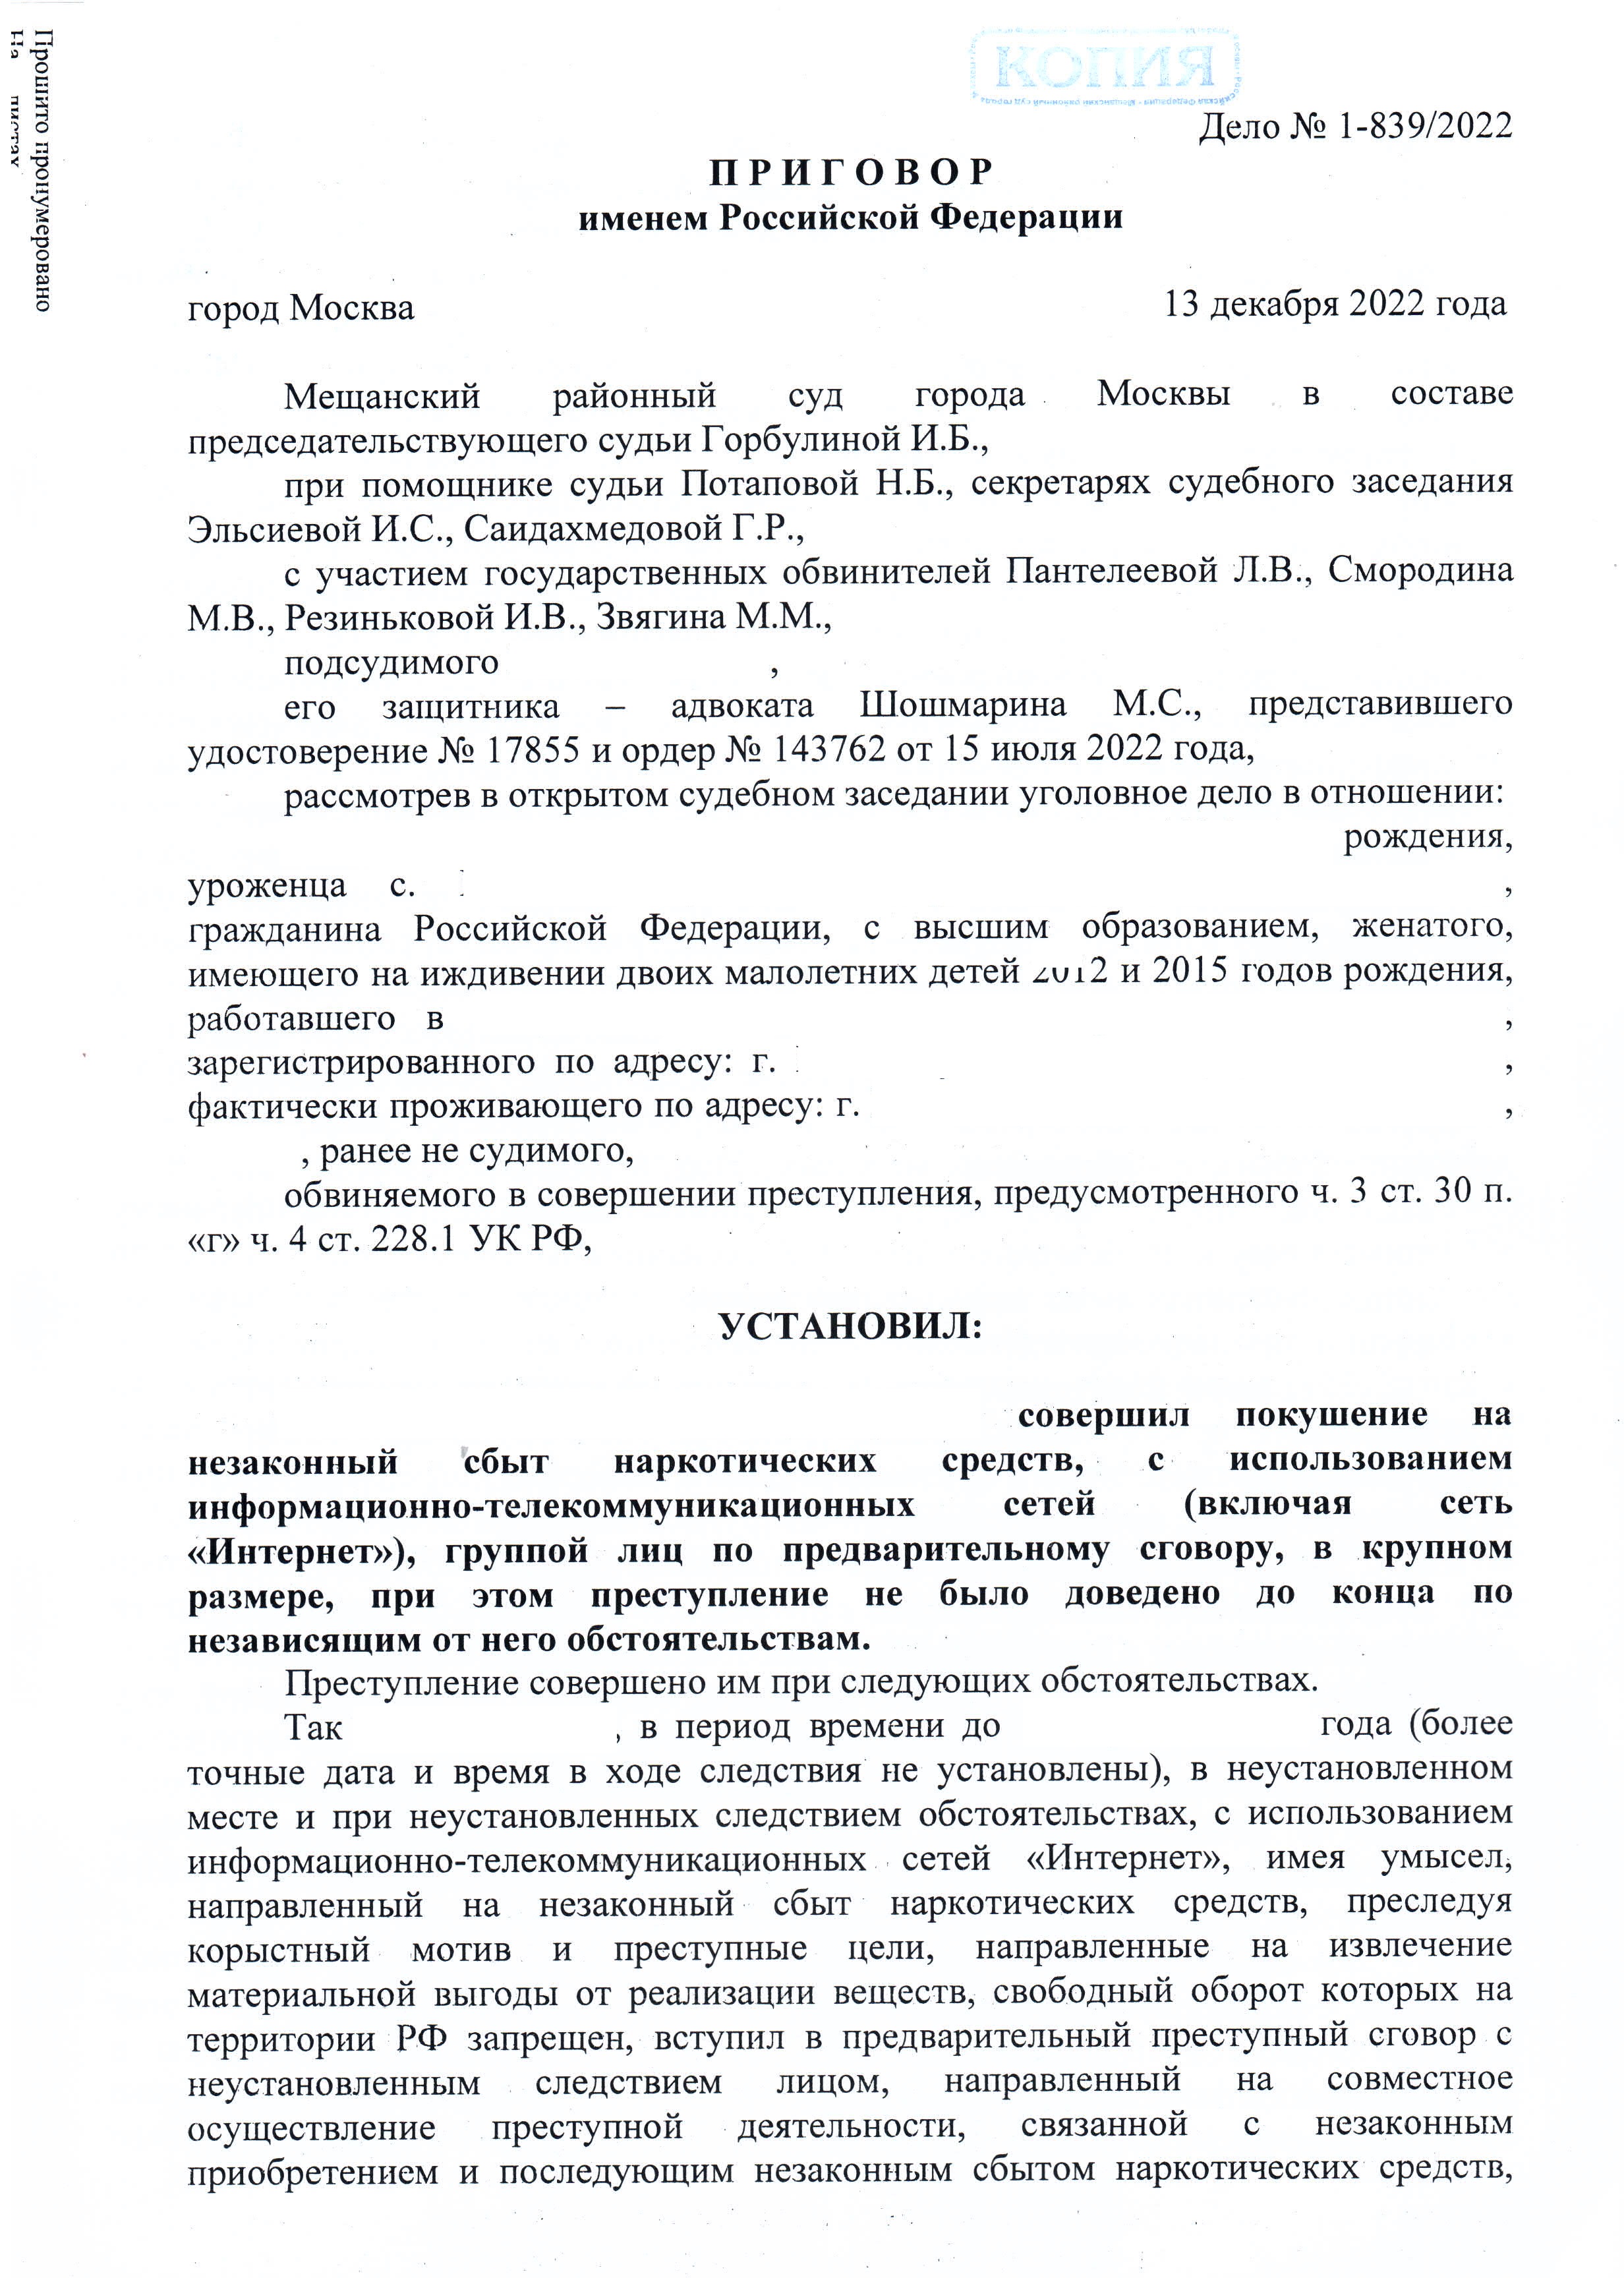 КОПИЯ
Прошито пронумеровано
Дело № 1-839/2022
П Р И Г О В О Р
именем Российской Федерации
город Москва 13 декабря 2022 года
Мещанский районный суд города Москвы в составе
председательствующего судьи Горбулиной И.Б.,
при помощнике судьи Потаповой Н.Б., секретарях судебного заседания
Эльсиевой И.С., Саидахмедовой Г.Р.,
с участием государственных обвинителей Пантелеевой Л.В., Смородина
М.В., Резиньковой И.В., Звягина М.М.,
подсудимого ,
его защитника – адвоката Шошмарина М.С., представившего
удостоверение № 17855 и ордер № 143762 от 15 июля 2022 года,
рассмотрев в открытом судебном заседании уголовное дело в отношении:
рождения,
уроженца с. ,
гражданина Российской Федерации, с высшим образованием, женатого,
имеющего на иждивении двоих малолетних детей 2012 и 2015 годов рождения,
работавшего в ,
зарегистрированного по адресу: г. ,
фактически проживающего по адресу: г. ,
, ранее не судимого,
обвиняемого в совершении преступления, предусмотренного ч. 3 ст. 30 п.
«г» ч. 4 ст. 228.1 УК РФ,
УСТАНОВИЛ:
совершил покушение на
незаконный сбыт наркотических средств, с использованием
информационно-телекоммуникационных сетей (включая сеть
«Интернет»), группой лиц по предварительному сговору, в крупном
размере, при этом преступление не было доведено до конца по
независящим от него обстоятельствам.
Преступление совершено им при следующих обстоятельствах.
Так , в период времени до года (более
точные дата и время в ходе следствия не установлены), в неустановленном
месте и при неустановленных следствием обстоятельствах, с использованием
информационно-телекоммуникационных сетей «Интернет», имея умысел,
направленный на незаконный сбыт наркотических средств, преследуя
корыстный мотив и преступные цели, направленные на извлечение
материальной выгоды от реализации веществ, свободный оборот которых на
территории РФ запрещен, вступил в предварительный преступный сговор с
неустановленным следствием лицом, направленный на совместное
осуществление преступной деятельности, связанной с незаконным
приобретением и последующим незаконным сбытом наркотических средств,